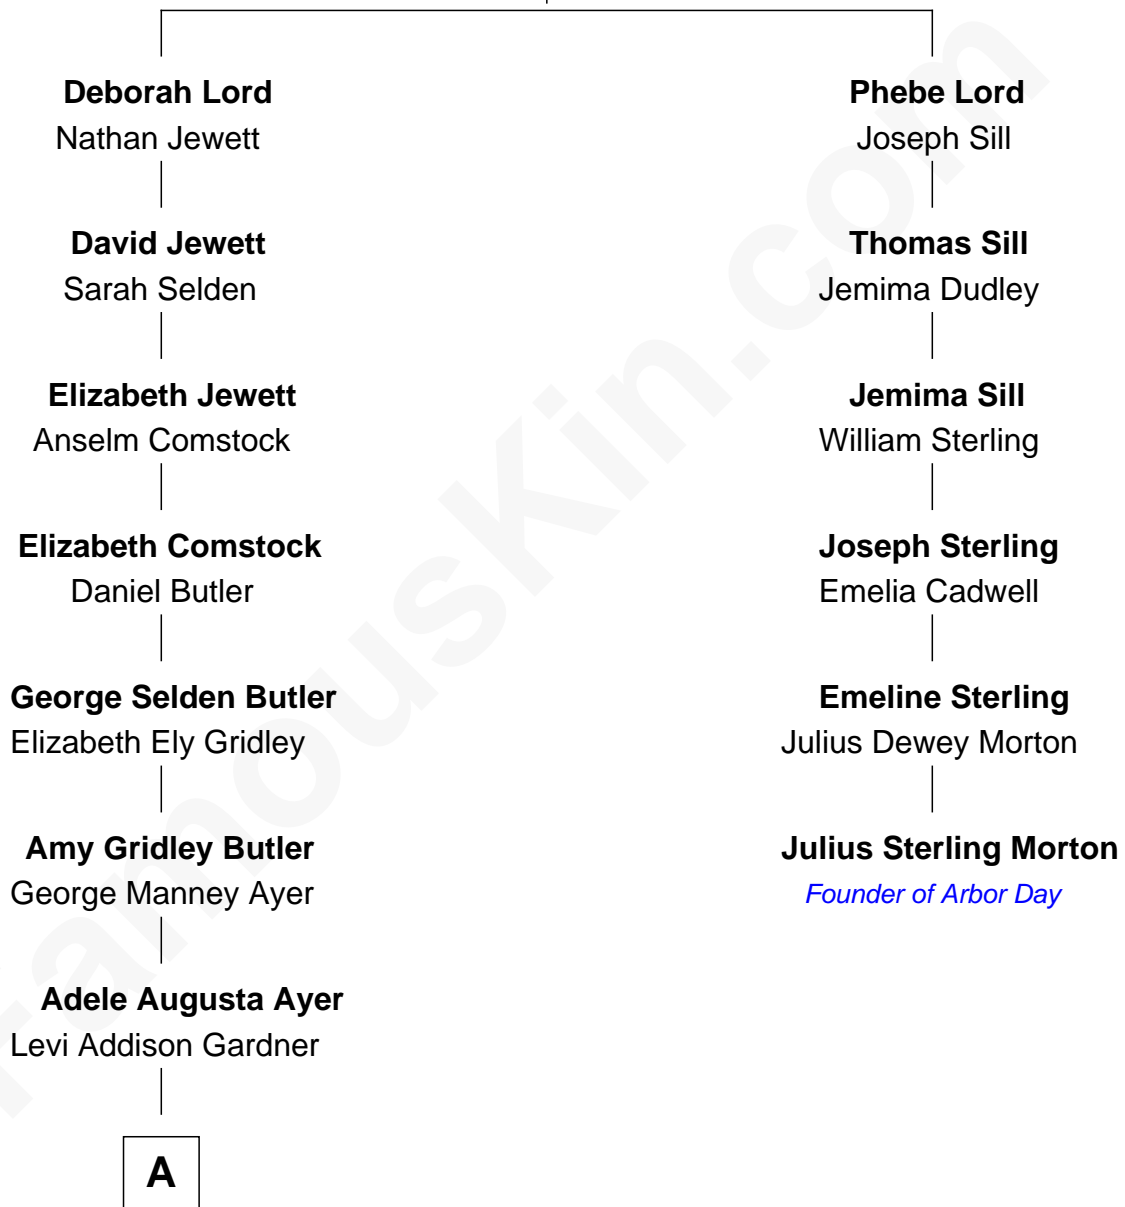 Deborah Lord
Nathan Jewett
David Jewett
Sarah Selden
Elizabeth Jewett
Anselm Comstock
Elizabeth Comstock
Daniel Butler
George Selden Butler
Elizabeth Ely Gridley
Amy Gridley Butler
George Manney Ayer
Adele Augusta Ayer
Levi Addison Gardner
A
Phebe Lord
Joseph Sill
Thomas Sill
Jemima Dudley
Jemima Sill
William Sterling
Joseph Sterling
Emelia Cadwell
Emeline Sterling
Julius Dewey Morton
Julius Sterling Morton
Founder of Arbor Day
FamousKin.com